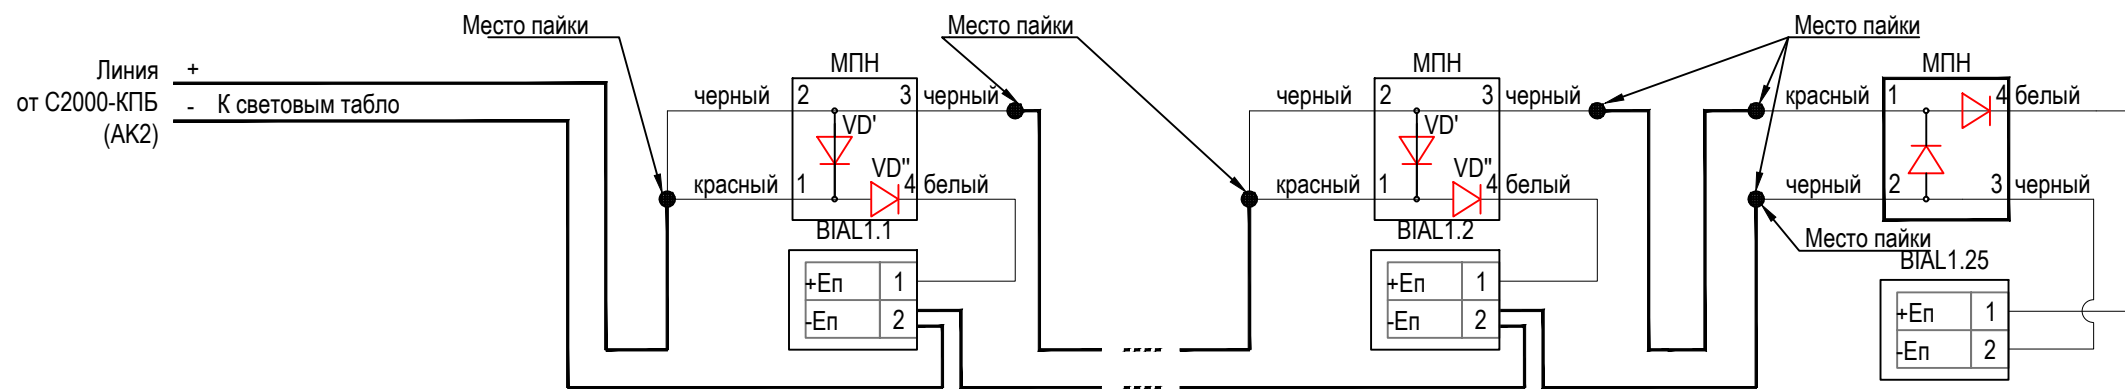 Место пайки
Место пайки
Место пайки
Линия
от С2000-КПБ
(АК2)
+
- К световым табло
МПН
черный 2 3 черный
VD'
VD"
красный 1 4 белый
BIAL1.1
+Еп 1
-Еп 2
МПН
черный 2 3 черный
VD'
VD"
красный 1 4 белый
BIAL1.2
+Еп 1
-Еп 2
МПН
красный 1 4 белый
черный 2 3 черный
Место пайки
BIAL1.25
+Еп 1
-Еп 2